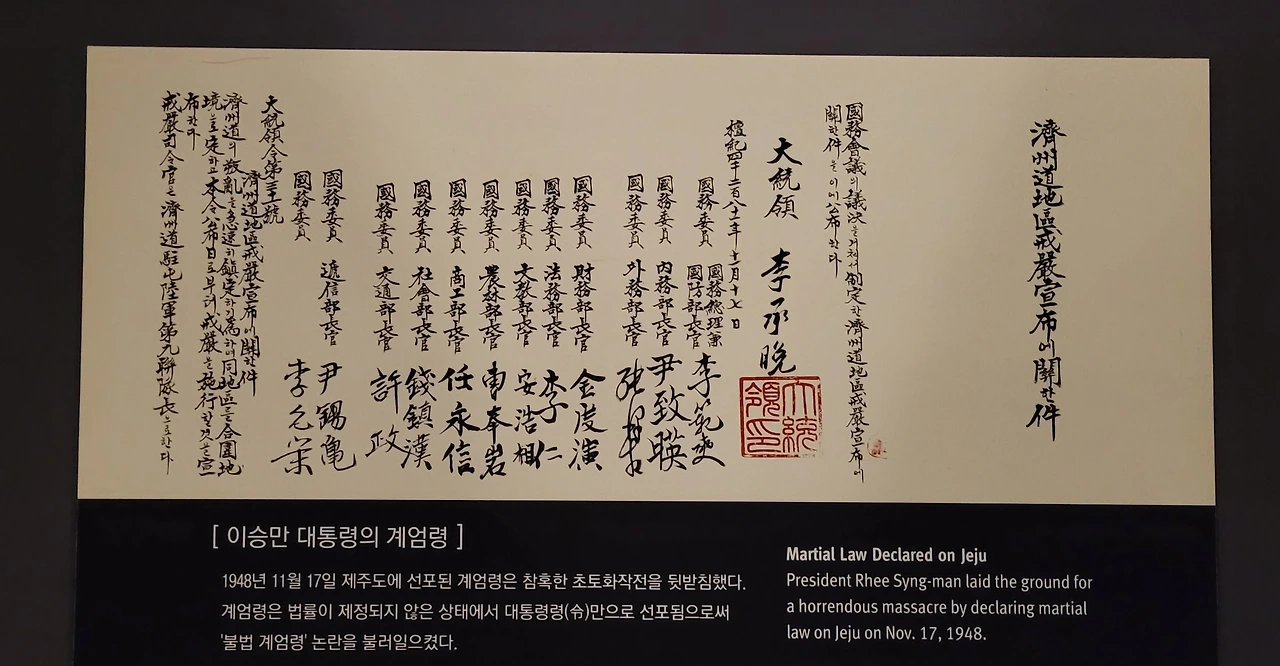 濟州道地區戒嚴宣布에關한件
國務會議의議決을거쳐서制定한濟州道地區戒嚴宣布에
關한件을이에公布한다
大統領 李承晩
大統領印
檀紀四千二百八十一年十一月十七日
國務委員 國務總理兼
國防部長官 李範奭
國務委員 內務部長官 尹致暎
國務委員 外務部長官
國務委員 財務部長官 金度演
國務委員 法務部長官 李仁
國務委員 文敎部長官 安浩相
國務委員 農林部長官 南奉岩
國務委員 商工部長官 任永信
國務委員 社會部長官 錢鎮漢
國務委員 交通部長官 許政
國務委員 遞信部長官 尹錫龜
國務委員 李允榮
大統領令第三十一號
濟州道地區戒嚴宣布에關한件
濟州道의叛亂을急速히鎭定하기爲하여同地區를合圍地
境으로定하고本令公布日로부터戒嚴을施行할것을宣
布한다
戒嚴司令官은濟州道駐屯陸軍第九聯隊長으로한다
[ 이승만 대통령의 계엄령 ]
1948년 11월 17일 제주도에 선포된 계엄령은 참혹한 초토화작전을 뒷받침했다.
계엄령은 법률이 제정되지 않은 상태에서 대통령령(令)만으로 선포됨으로써
'불법 계엄령' 논란을 불러일으켰다.
Martial Law Declared on Jeju
President Rhee Syng-man laid the ground for
a horrendous massacre by declaring martial
law on Jeju on Nov. 17, 1948.